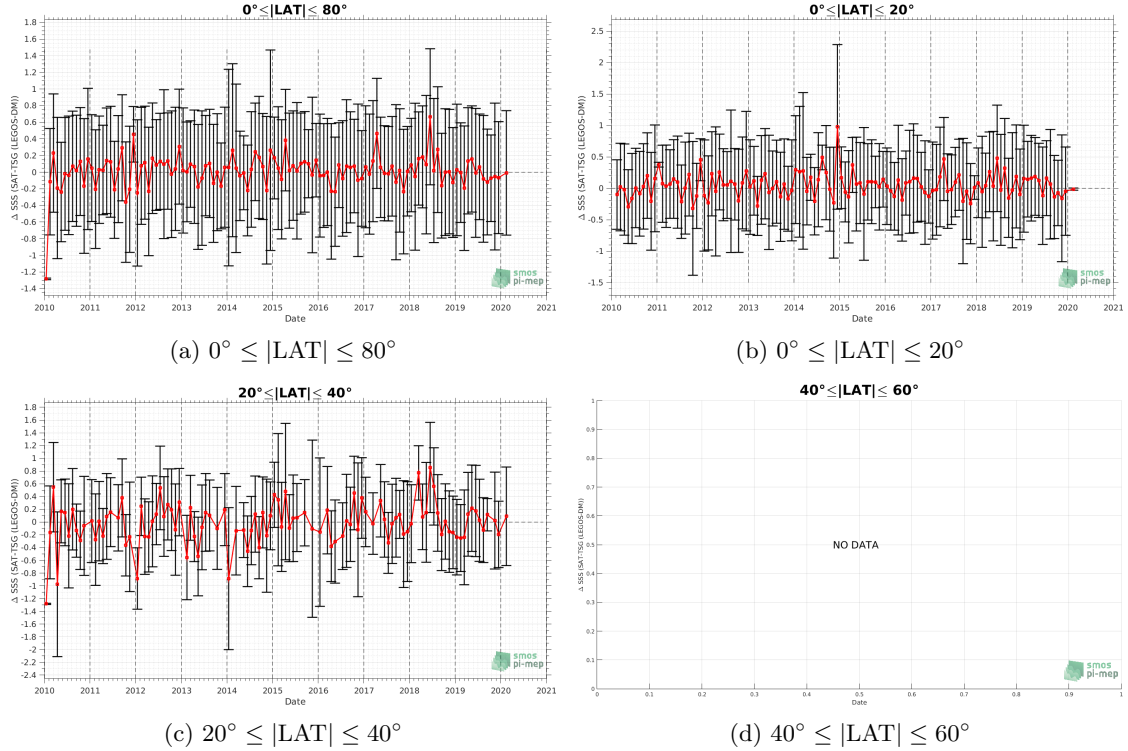 0°≤|LAT|≤ 80°
Δ SSS (SAT-TSG (LEGOS-DMI))
1.8
1.6
1.4
1.2
1
0.8
0.6
0.4
0.2
0
-0.2
-0.4
-0.6
-0.8
-1
-1.2
-1.4
2010 2011 2012 2013 2014 2015 2016 2017 2018 2019 2020 2021
Date
smos
pi-mep
(a) 0° ≤ |LAT| ≤ 80°
0°≤|LAT|≤ 20°
Δ SSS (SAT-TSG (LEGOS-DMI))
2.5
2
1.5
1
0.5
0
-0.5
-1
-1.5
2010 2011 2012 2013 2014 2015 2016 2017 2018 2019 2020 2021
Date
smos
pi-mep
(b) 0° ≤ |LAT| ≤ 20°
20°≤|LAT|≤ 40°
Δ SSS (SAT-TSG (LEGOS-DMI))
1.8
1.6
1.4
1.2
1
0.8
0.6
0.4
0.2
0
-0.2
-0.4
-0.6
-0.8
-1
-1.2
-1.4
-1.6
-1.8
-2
-2.2
-2.4
2010 2011 2012 2013 2014 2015 2016 2017 2018 2019 2020 2021
Date
smos
pi-mep
(c) 20° ≤ |LAT| ≤ 40°
40°≤|LAT|≤ 60°
Δ SSS (SAT-TSG (LEGOS-DMI))
1
0.9
0.8
0.7
0.6
0.5
0.4
0.3
0.2
0.1
0
NO DATA
0 0.1 0.2 0.3 0.4 0.5 0.6 0.7 0.8 0.9 1
Date
smos
pi-mep
(d) 40° ≤ |LAT| ≤ 60°